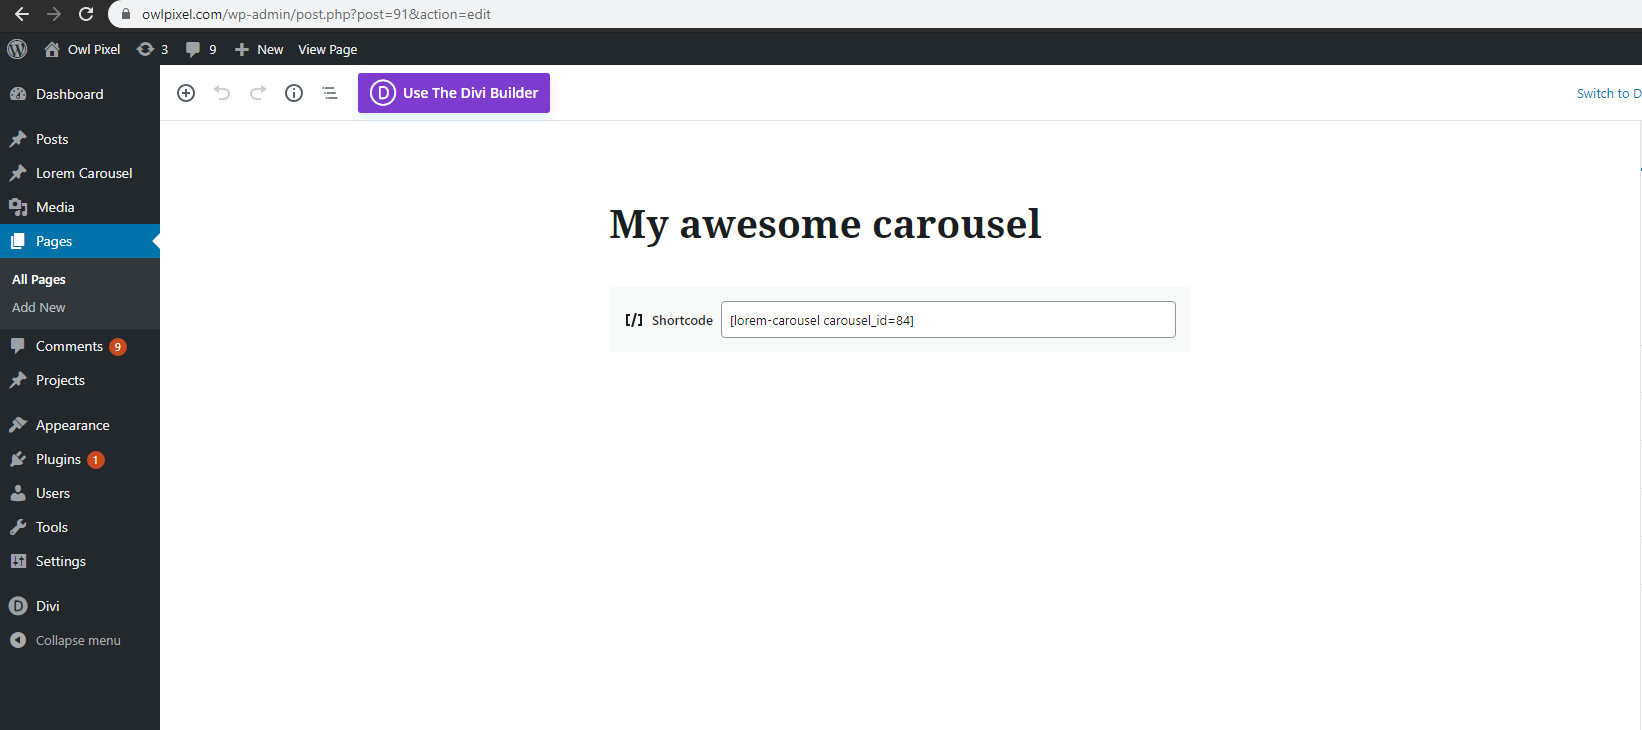 owlpixel.com/wp-admin/post.php?post=91&action=edit
Owl Pixel 3 9 New View Page
Dashboard
Posts
Lorem Carousel
Media
Pages
All Pages
Add New
Comments 9
Projects
Appearance
Plugins 1
Users
Tools
Settings
Divi
Collapse menu
D Use The Divi Builder
Switch to D
My awesome carousel
[/] Shortcode [lorem-carousel carousel_id=84]